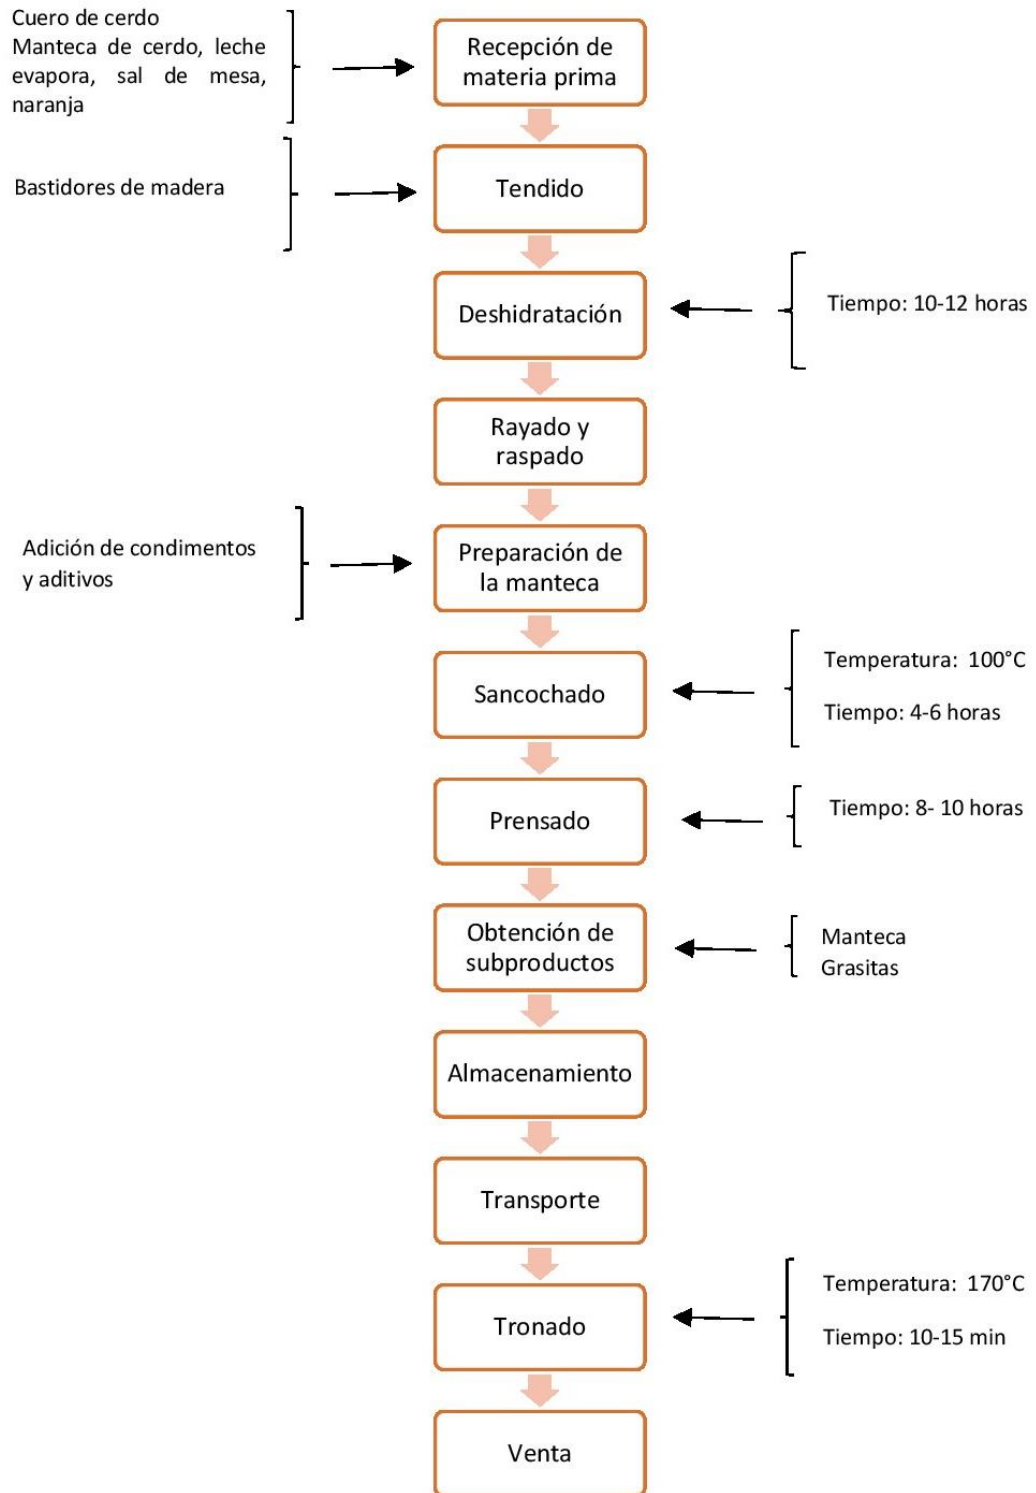 Cuero de cerdo
Manteca de cerdo, leche
evapora, sal de mesa,
naranja
Recepción de
materia prima
Bastidores de madera
Tendido
Deshidratación
Tiempo: 10-12 horas
Rayado y
raspado
Adición de condimentos
y aditivos
Preparación de
la manteca
Sancochado
Temperatura: 100°C
Tiempo: 4-6 horas
Prensado
Tiempo: 8- 10 horas
Obtención de
subproductos
Manteca
Grasitas
Almacenamiento
Transporte
Tronado
Temperatura: 170°C
Tiempo: 10-15 min
Venta